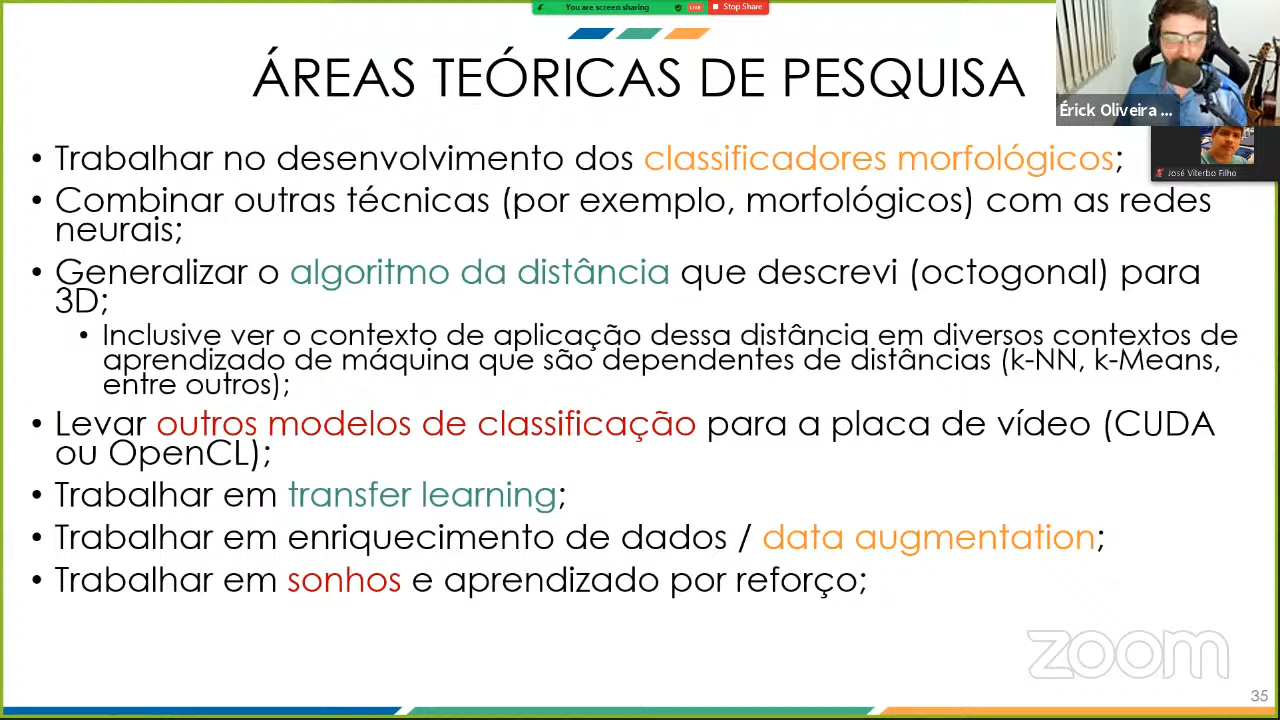 You are screen sharing
LIVE
Stop Share
ÁREAS TEÓRICAS DE PESQUISA
Érick Oliveira ...
José Viterbo Filho
• Trabalhar no desenvolvimento dos classificadores morfológicos;
• Combinar outras técnicas (por exemplo, morfológicos) com as redes
neurais;
• Generalizar o algoritmo da distância que descrevi (octogonal) para
3D;
• Inclusive ver o contexto de aplicação dessa distância em diversos contextos de
aprendizado de máquina que são dependentes de distâncias (k-NN, k-Means,
entre outros);
• Levar outros modelos de classificação para a placa de vídeo (CUDA
ou OpenCL);
• Trabalhar em transfer learning;
• Trabalhar em enriquecimento de dados / data augmentation;
• Trabalhar em sonhos e aprendizado por reforço;
zoom
35